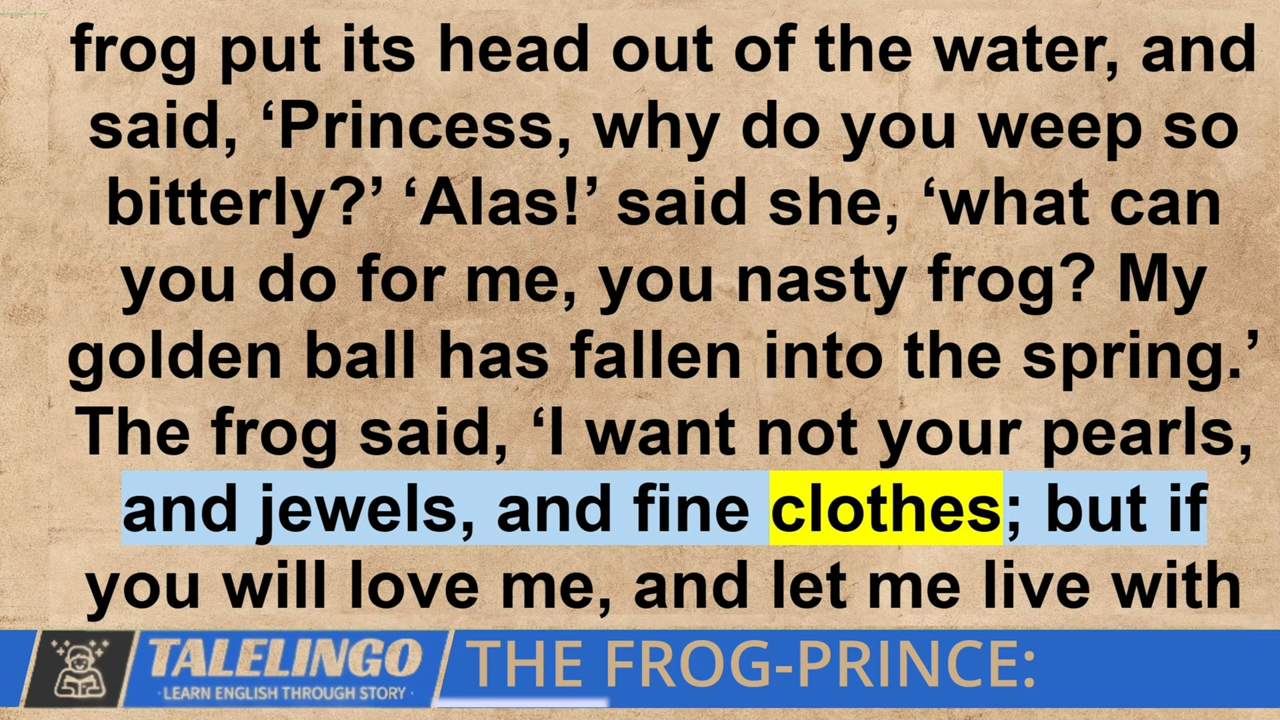 frog put its head out of the water, and
said, ‘Princess, why do you weep so
bitterly?’ ‘Alas!’ said she, ‘what can
you do for me, you nasty frog? My
golden ball has fallen into the spring.’
The frog said, ‘I want not your pearls,
and jewels, and fine clothes; but if
you will love me, and let me live with
TALELINGO
· LEARN ENGLISH THROUGH STORY ·
THE FROG-PRINCE: